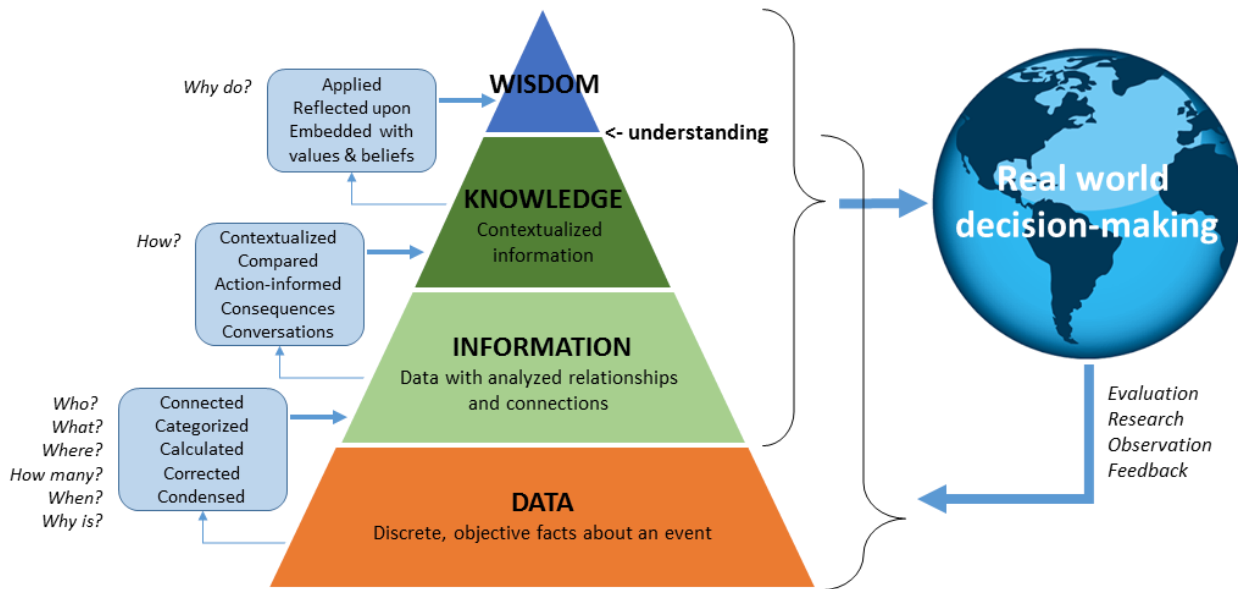 WISDOM
<- understanding
KNOWLEDGE
Contextualized
information
INFORMATION
Data with analyzed relationships
and connections
DATA
Discrete, objective facts about an event
Why do?
Applied
Reflected upon
Embedded with
values & beliefs
How?
Contextualized
Compared
Action-informed
Consequences
Conversations
Who?
What?
Where?
How many?
When?
Why is?
Connected
Categorized
Calculated
Corrected
Condensed
Real world
decision-making
Evaluation
Research
Observation
Feedback